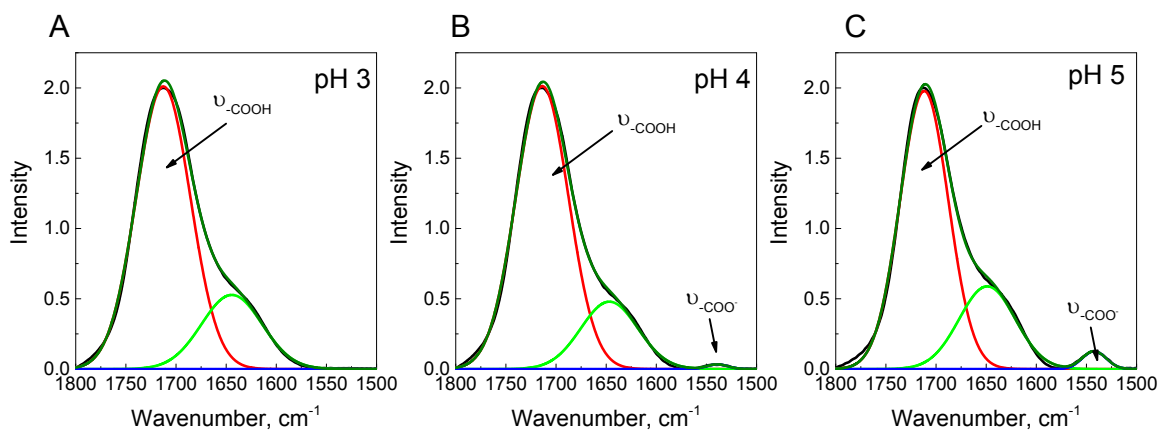 A
pH 3
υ-COOH
Intensity
2.0
1.5
1.0
0.5
0.0
1800 1750 1700 1650 1600 1550 1500
Wavenumber, cm⁻¹
B
pH 4
υ-COOH
υ-COO⁻
Intensity
2.0
1.5
1.0
0.5
0.0
1800 1750 1700 1650 1600 1550 1500
Wavenumber, cm⁻¹
C
pH 5
υ-COOH
υ-COO⁻
Intensity
2.0
1.5
1.0
0.5
0.0
1800 1750 1700 1650 1600 1550 1500
Wavenumber, cm⁻¹